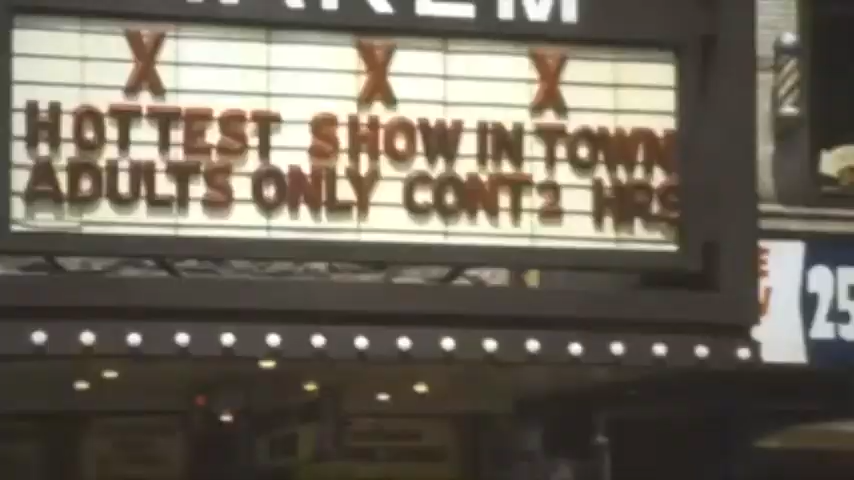 X X X
HOTTEST SHOW IN TOWN
ADULTS ONLY CONT 2 HRS
25